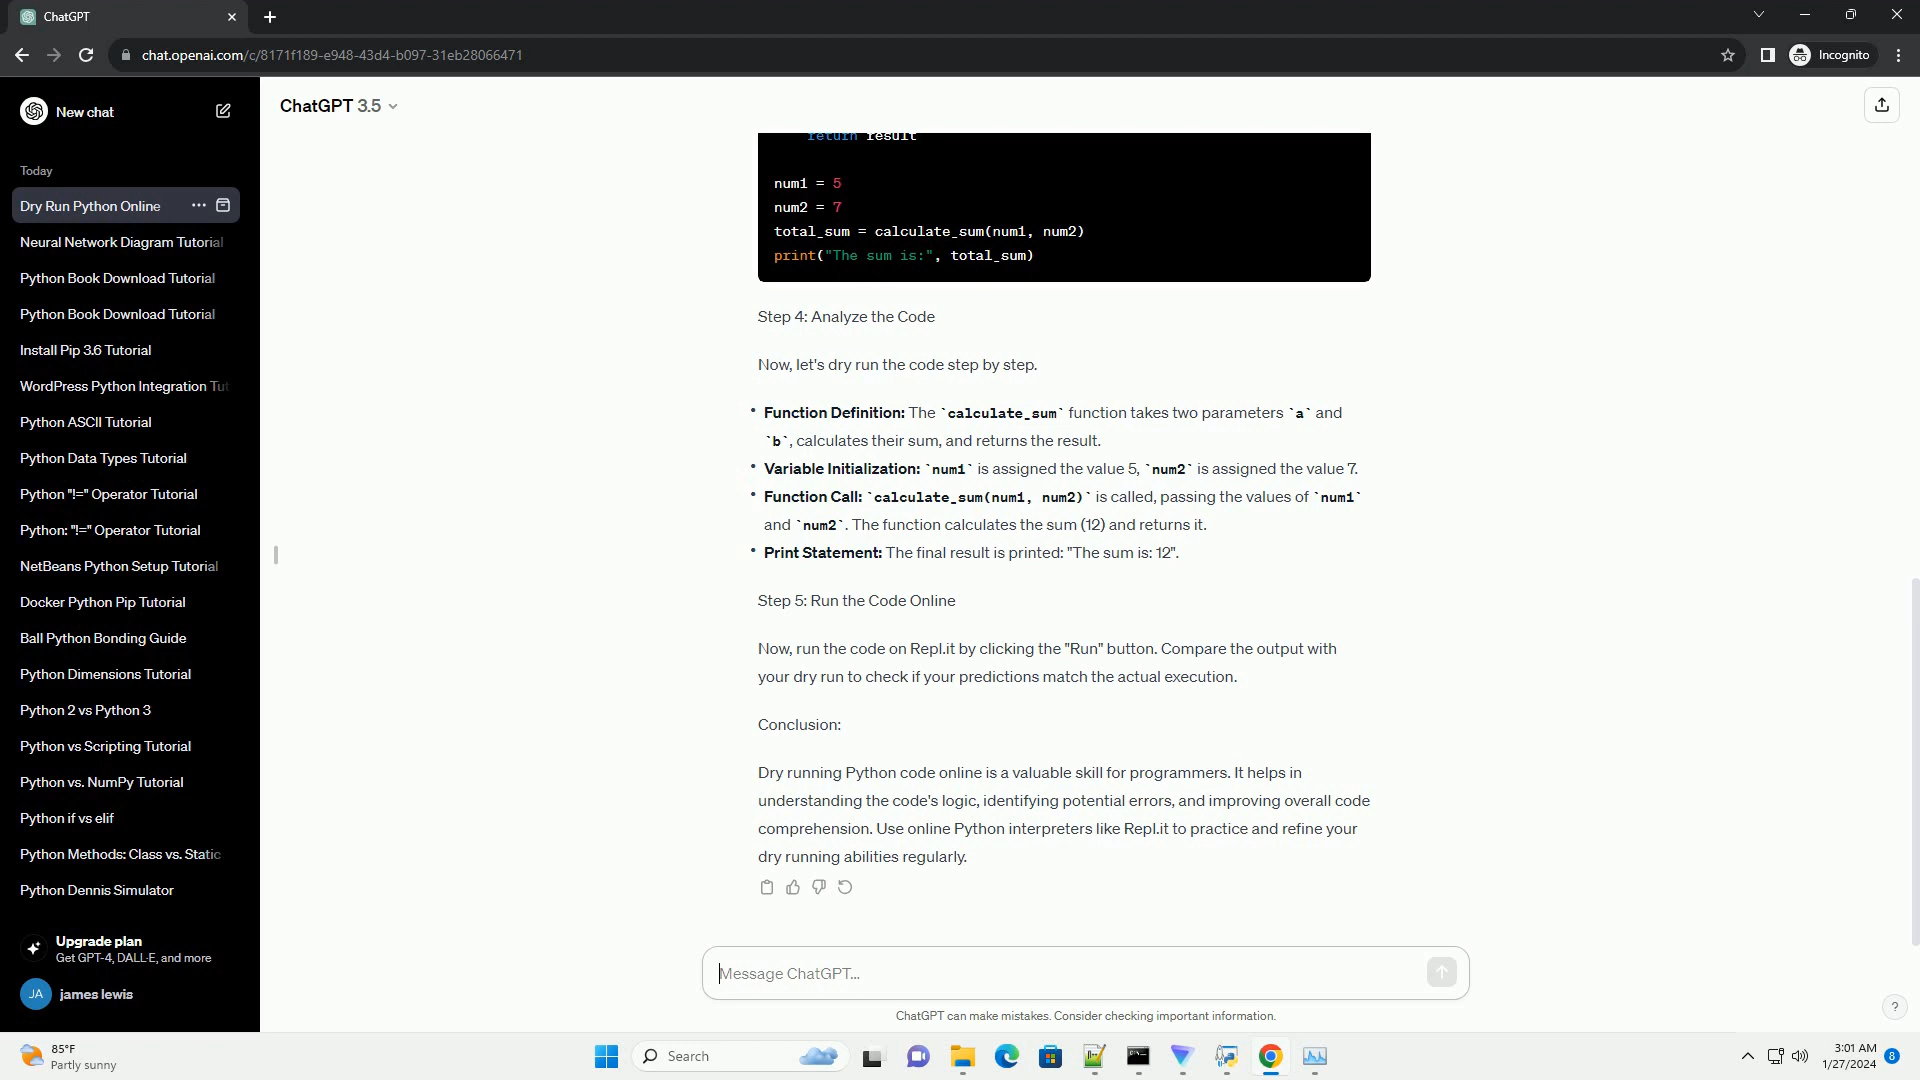 ChatGPT
chat.openai.com/c/8171f189-e948-43d4-b097-31eb28066471
Incognito
New chat
Today
Dry Run Python Online
Neural Network Diagram Tutorial
Python Book Download Tutorial
Python Book Download Tutorial
Install Pip 3.6 Tutorial
WordPress Python Integration Tut
Python ASCII Tutorial
Python Data Types Tutorial
Python "!=" Operator Tutorial
Python: "!=" Operator Tutorial
NetBeans Python Setup Tutorial
Docker Python Pip Tutorial
Ball Python Bonding Guide
Python Dimensions Tutorial
Python 2 vs Python 3
Python vs Scripting Tutorial
Python vs. NumPy Tutorial
Python if vs elif
Python Methods: Class vs. Static
Python Dennis Simulator
Upgrade plan
Get GPT-4, DALL·E, and more
JA james lewis
ChatGPT 3.5
return result
num1 = 5
num2 = 7
total_sum = calculate_sum(num1, num2)
print("The sum is:", total_sum)
Step 4: Analyze the Code
Now, let's dry run the code step by step.
• Function Definition: The `calculate_sum` function takes two parameters `a` and
`b`, calculates their sum, and returns the result.
• Variable Initialization: `num1` is assigned the value 5, `num2` is assigned the value 7.
• Function Call: `calculate_sum(num1, num2)` is called, passing the values of `num1`
and `num2`. The function calculates the sum (12) and returns it.
• Print Statement: The final result is printed: "The sum is: 12".
Step 5: Run the Code Online
Now, run the code on Repl.it by clicking the "Run" button. Compare the output with
your dry run to check if your predictions match the actual execution.
Conclusion:
Dry running Python code online is a valuable skill for programmers. It helps in
understanding the code's logic, identifying potential errors, and improving overall code
comprehension. Use online Python interpreters like Repl.it to practice and refine your
dry running abilities regularly.
Message ChatGPT...
ChatGPT can make mistakes. Consider checking important information.
?
85°F
Partly sunny
Search
3:01 AM
1/27/2024
8